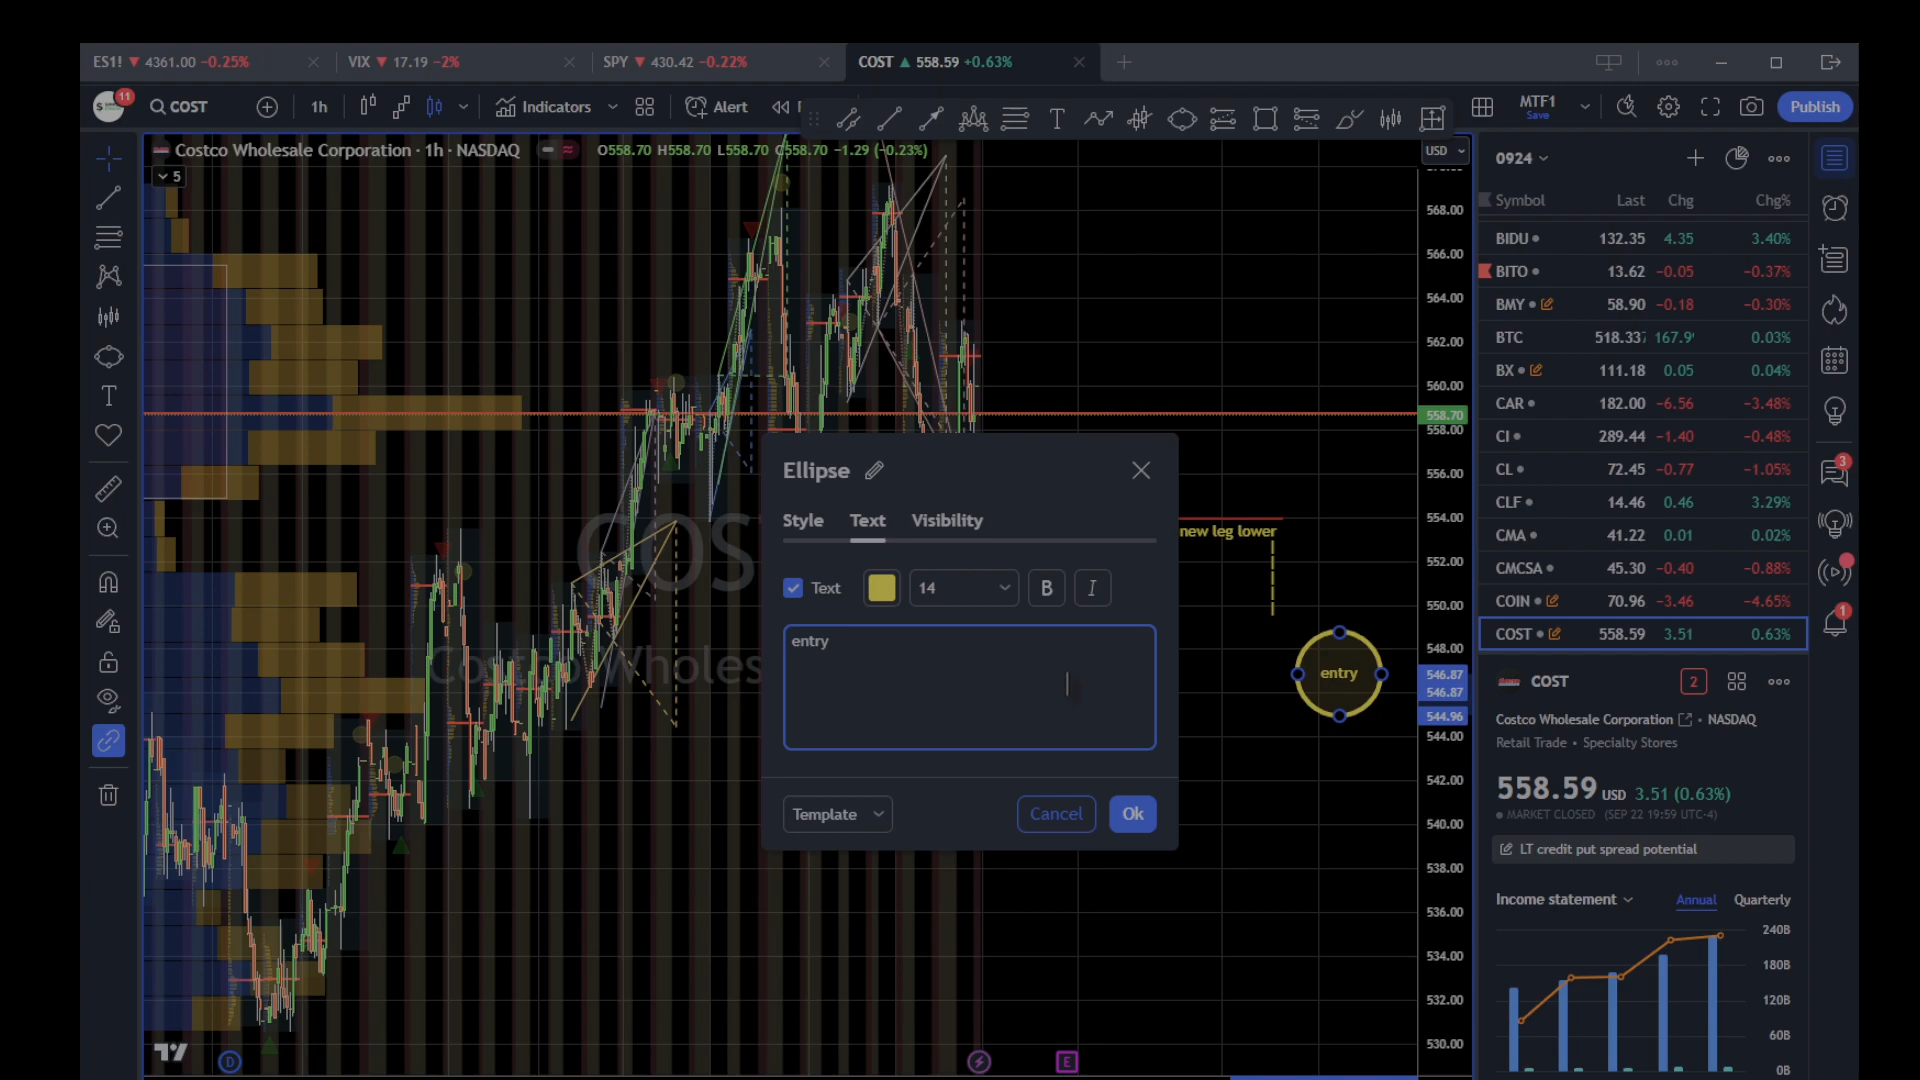 ES1! ▼ 4361.00 −0.25%
VIX ▼ 17.19 −2%
SPY ▼ 430.42 −0.22%
COST ▲ 558.59 +0.63%
11
COST
1h
Indicators
Alert
MTF1
Save
Publish
Costco Wholesale Corporation · 1h · NASDAQ
O558.70 H558.70 L558.70 C558.70 −1.29 (−0.23%)
5
USD
568.00
566.00
564.00
562.00
560.00
558.70
558.00
556.00
554.00
552.00
550.00
548.00
546.87
546.87
544.96
544.00
542.00
540.00
538.00
536.00
534.00
532.00
530.00
new leg lower
entry
Ellipse
Style Text Visibility
Text 14 B I
entry
Template Cancel Ok
D
E
0924
Symbol Last Chg Chg%
BIDU 132.35 4.35 3.40%
BITO 13.62 −0.05 −0.37%
BMY 58.90 −0.18 −0.30%
BTC 518.337 167.9 0.03%
BX 111.18 0.05 0.04%
CAR 182.00 −6.56 −3.48%
CI 289.44 −1.40 −0.48%
CL 72.45 −0.77 −1.05%
CLF 14.46 0.46 3.29%
CMA 41.22 0.01 0.02%
CMCSA 45.30 −0.40 −0.88%
COIN 70.96 −3.46 −4.65%
COST 558.59 3.51 0.63%
COST 2
Costco Wholesale Corporation • NASDAQ
Retail Trade • Specialty Stores
558.59 USD 3.51 (0.63%)
MARKET CLOSED (SEP 22 19:59 UTC-4)
LT credit put spread potential
Income statement Annual Quarterly
240B
180B
120B
60B
0B
3
1